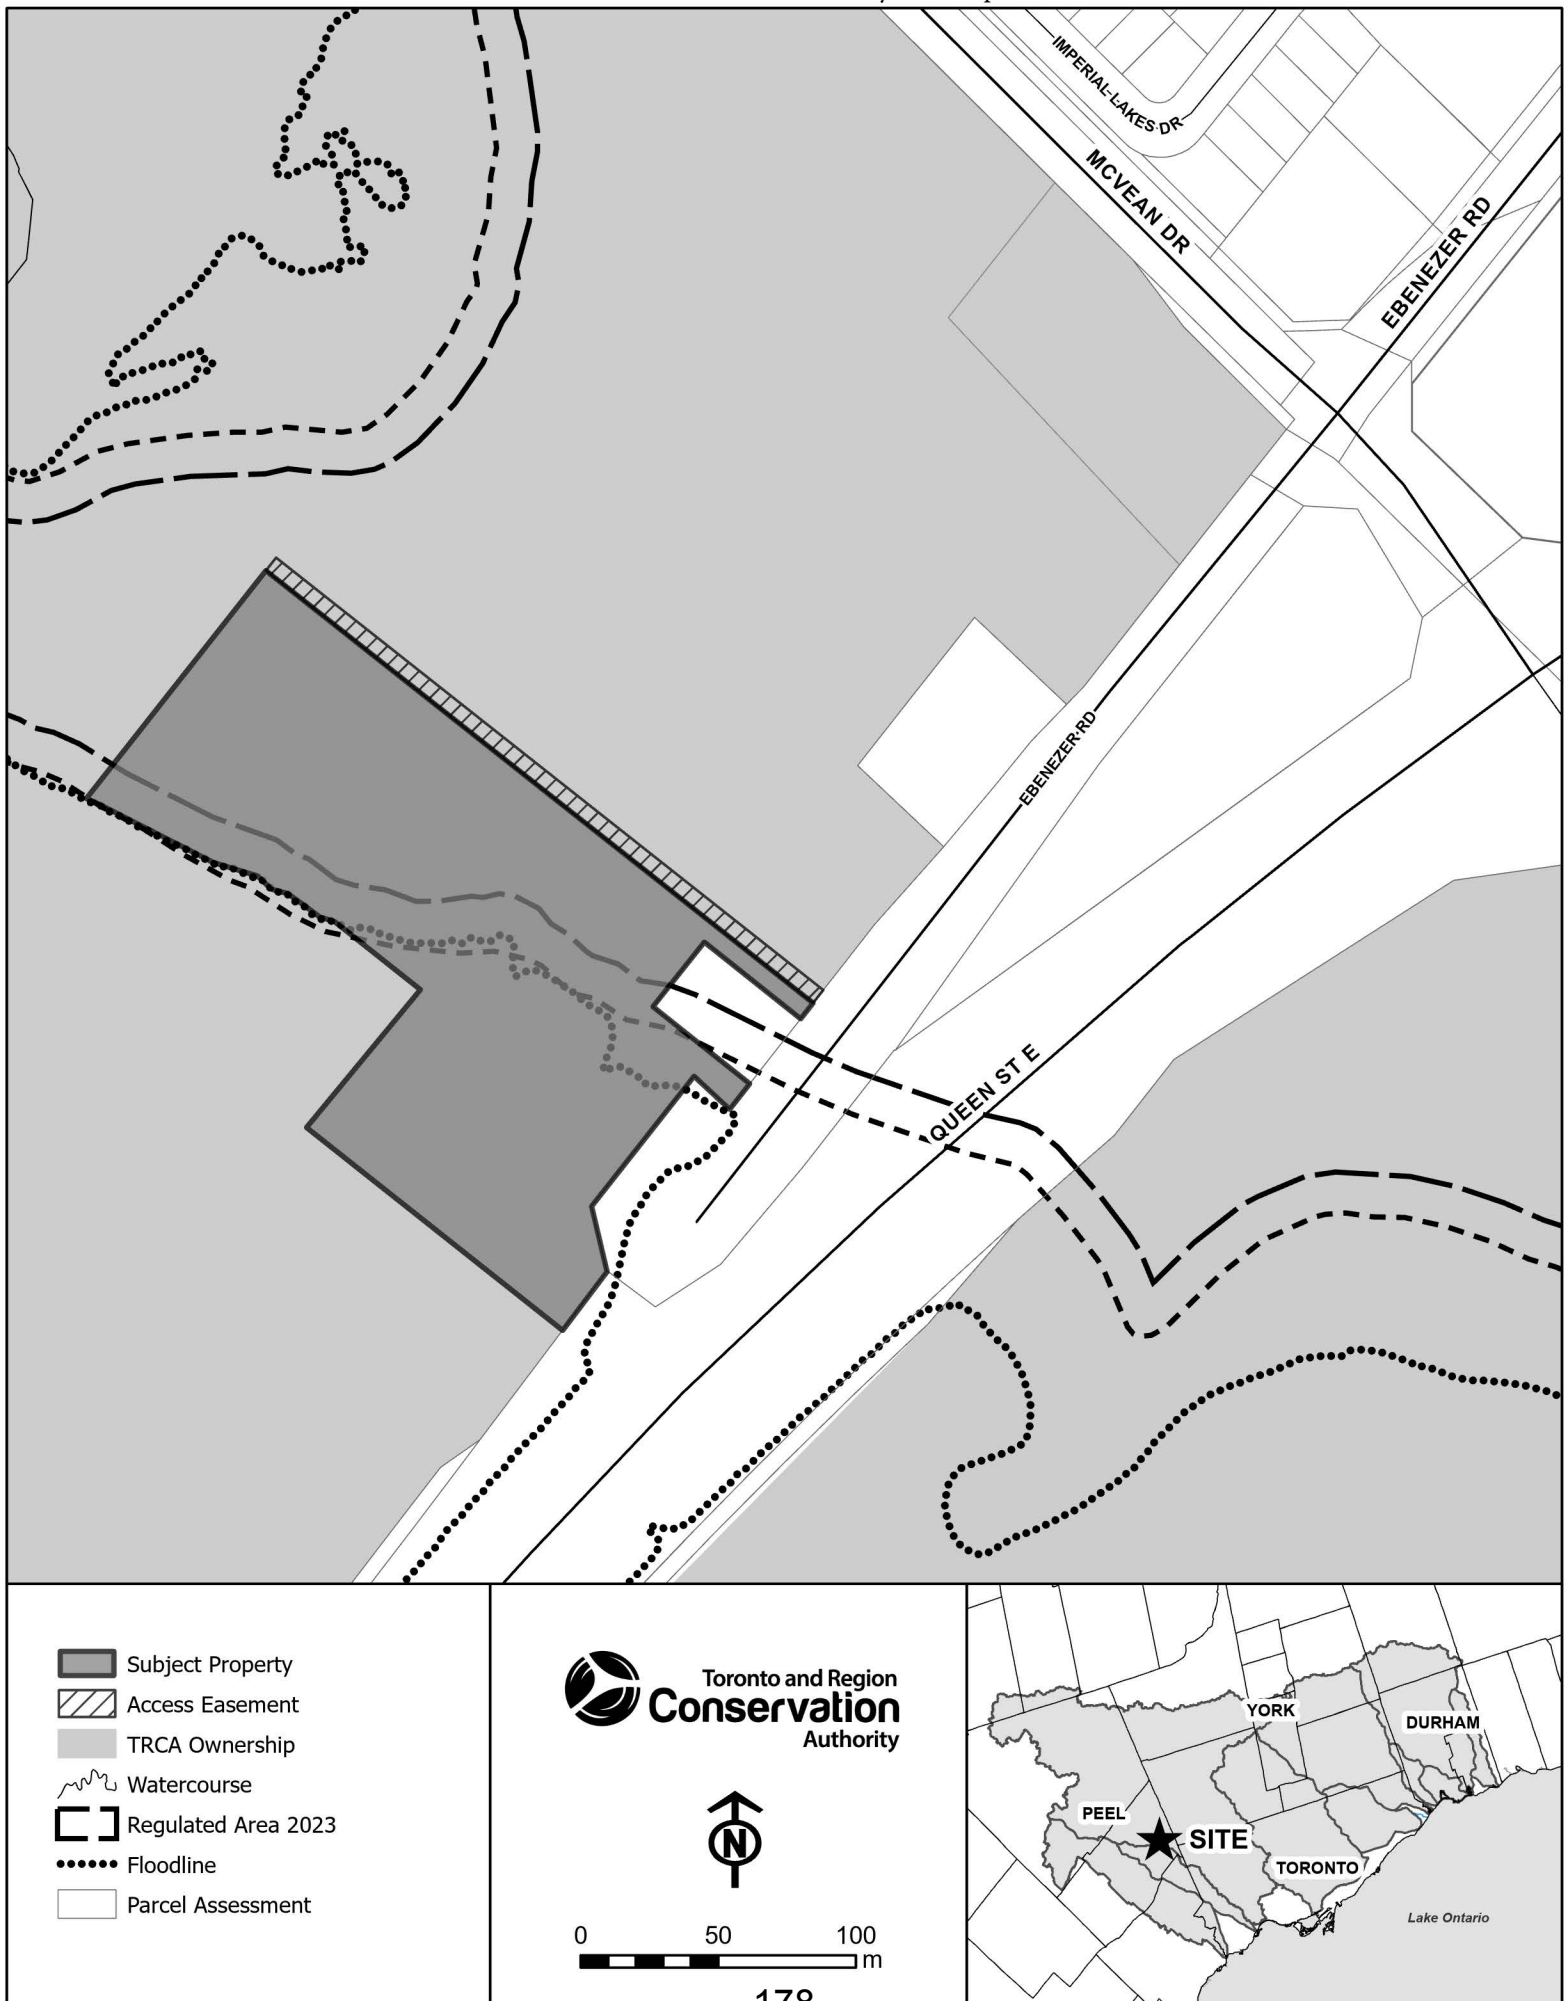 IMPERIAL LAKES DR
MCVEAN DR
EBENEZER RD
EBENEZER RD
QUEEN ST E
Subject Property
Access Easement
TRCA Ownership
Watercourse
Regulated Area 2023
Floodline
Parcel Assessment
Toronto and Region
Conservation
Authority
N
0 50 100
m
178
YORK
DURHAM
PEEL
SITE
TORONTO
Lake Ontario